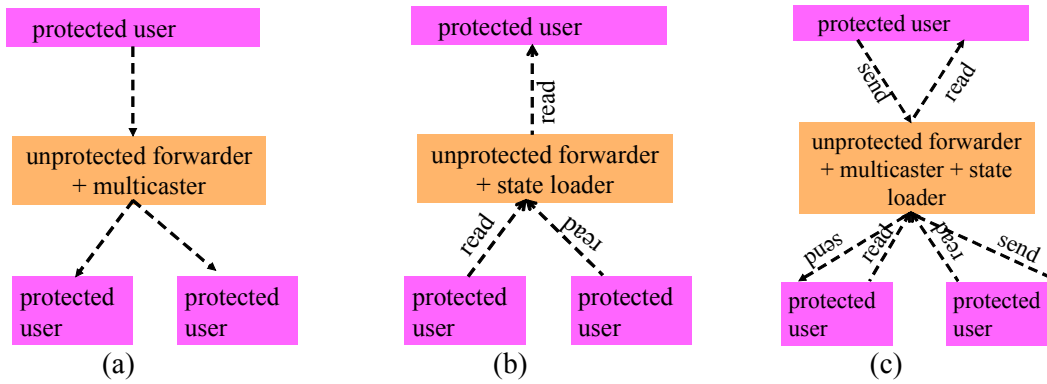 protected user
unprotected forwarder
+ multicaster
protected
user
protected
user
(a)
protected user
read
unprotected forwarder
+ state loader
read
read
protected
user
protected
user
(b)
protected user
send
read
unprotected forwarder
+ multicaster + state
loader
send
read
read
send
protected
user
protected
user
(c)